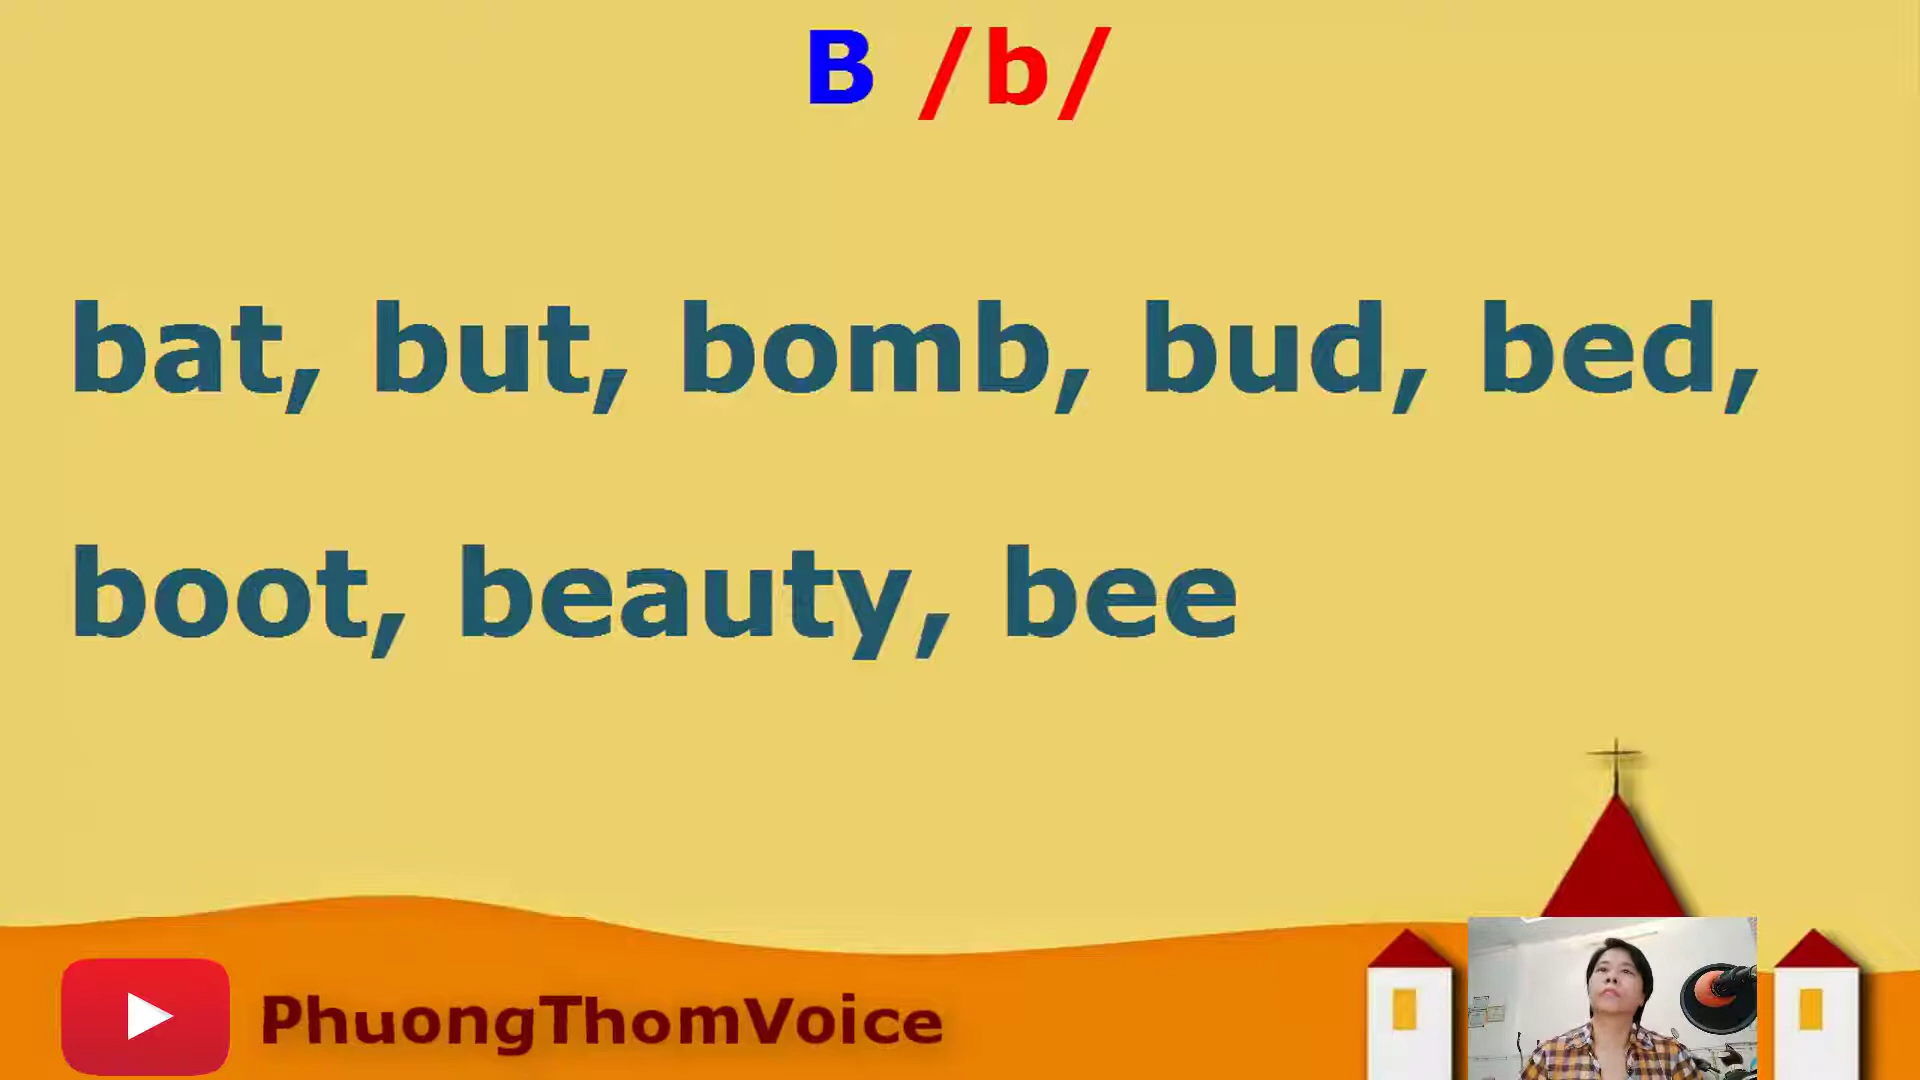 B /b/
bat, but, bomb, bud, bed,
boot, beauty, bee
PhuongThomVoice